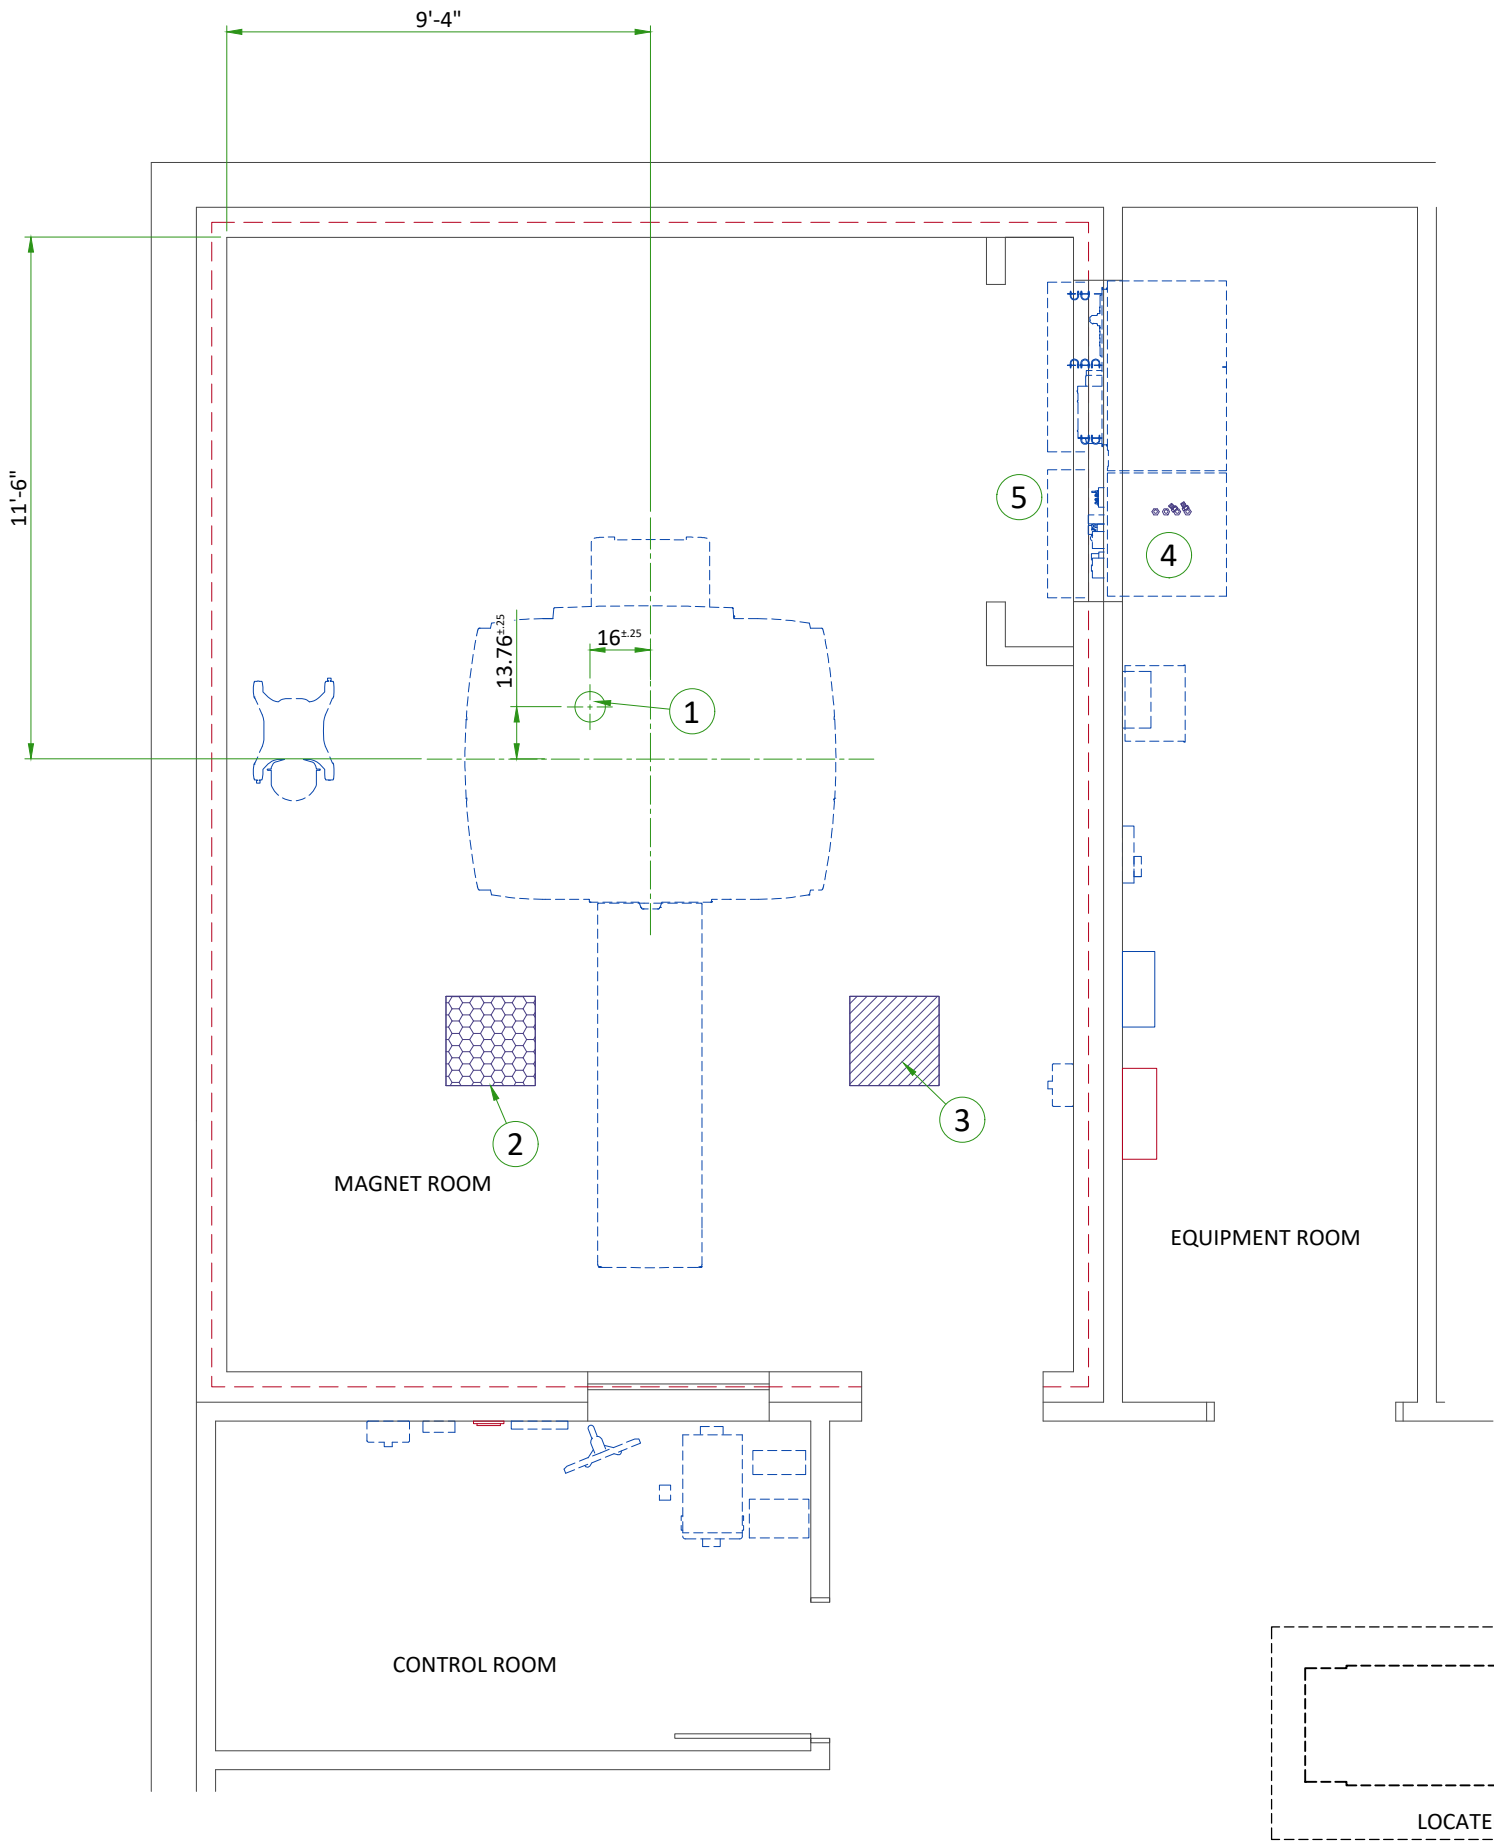 9'-4"
11'-6"
5
4
13.76±.25
16±.25
1
2
3
MAGNET ROOM
EQUIPMENT ROOM
CONTROL ROOM
LOCATE